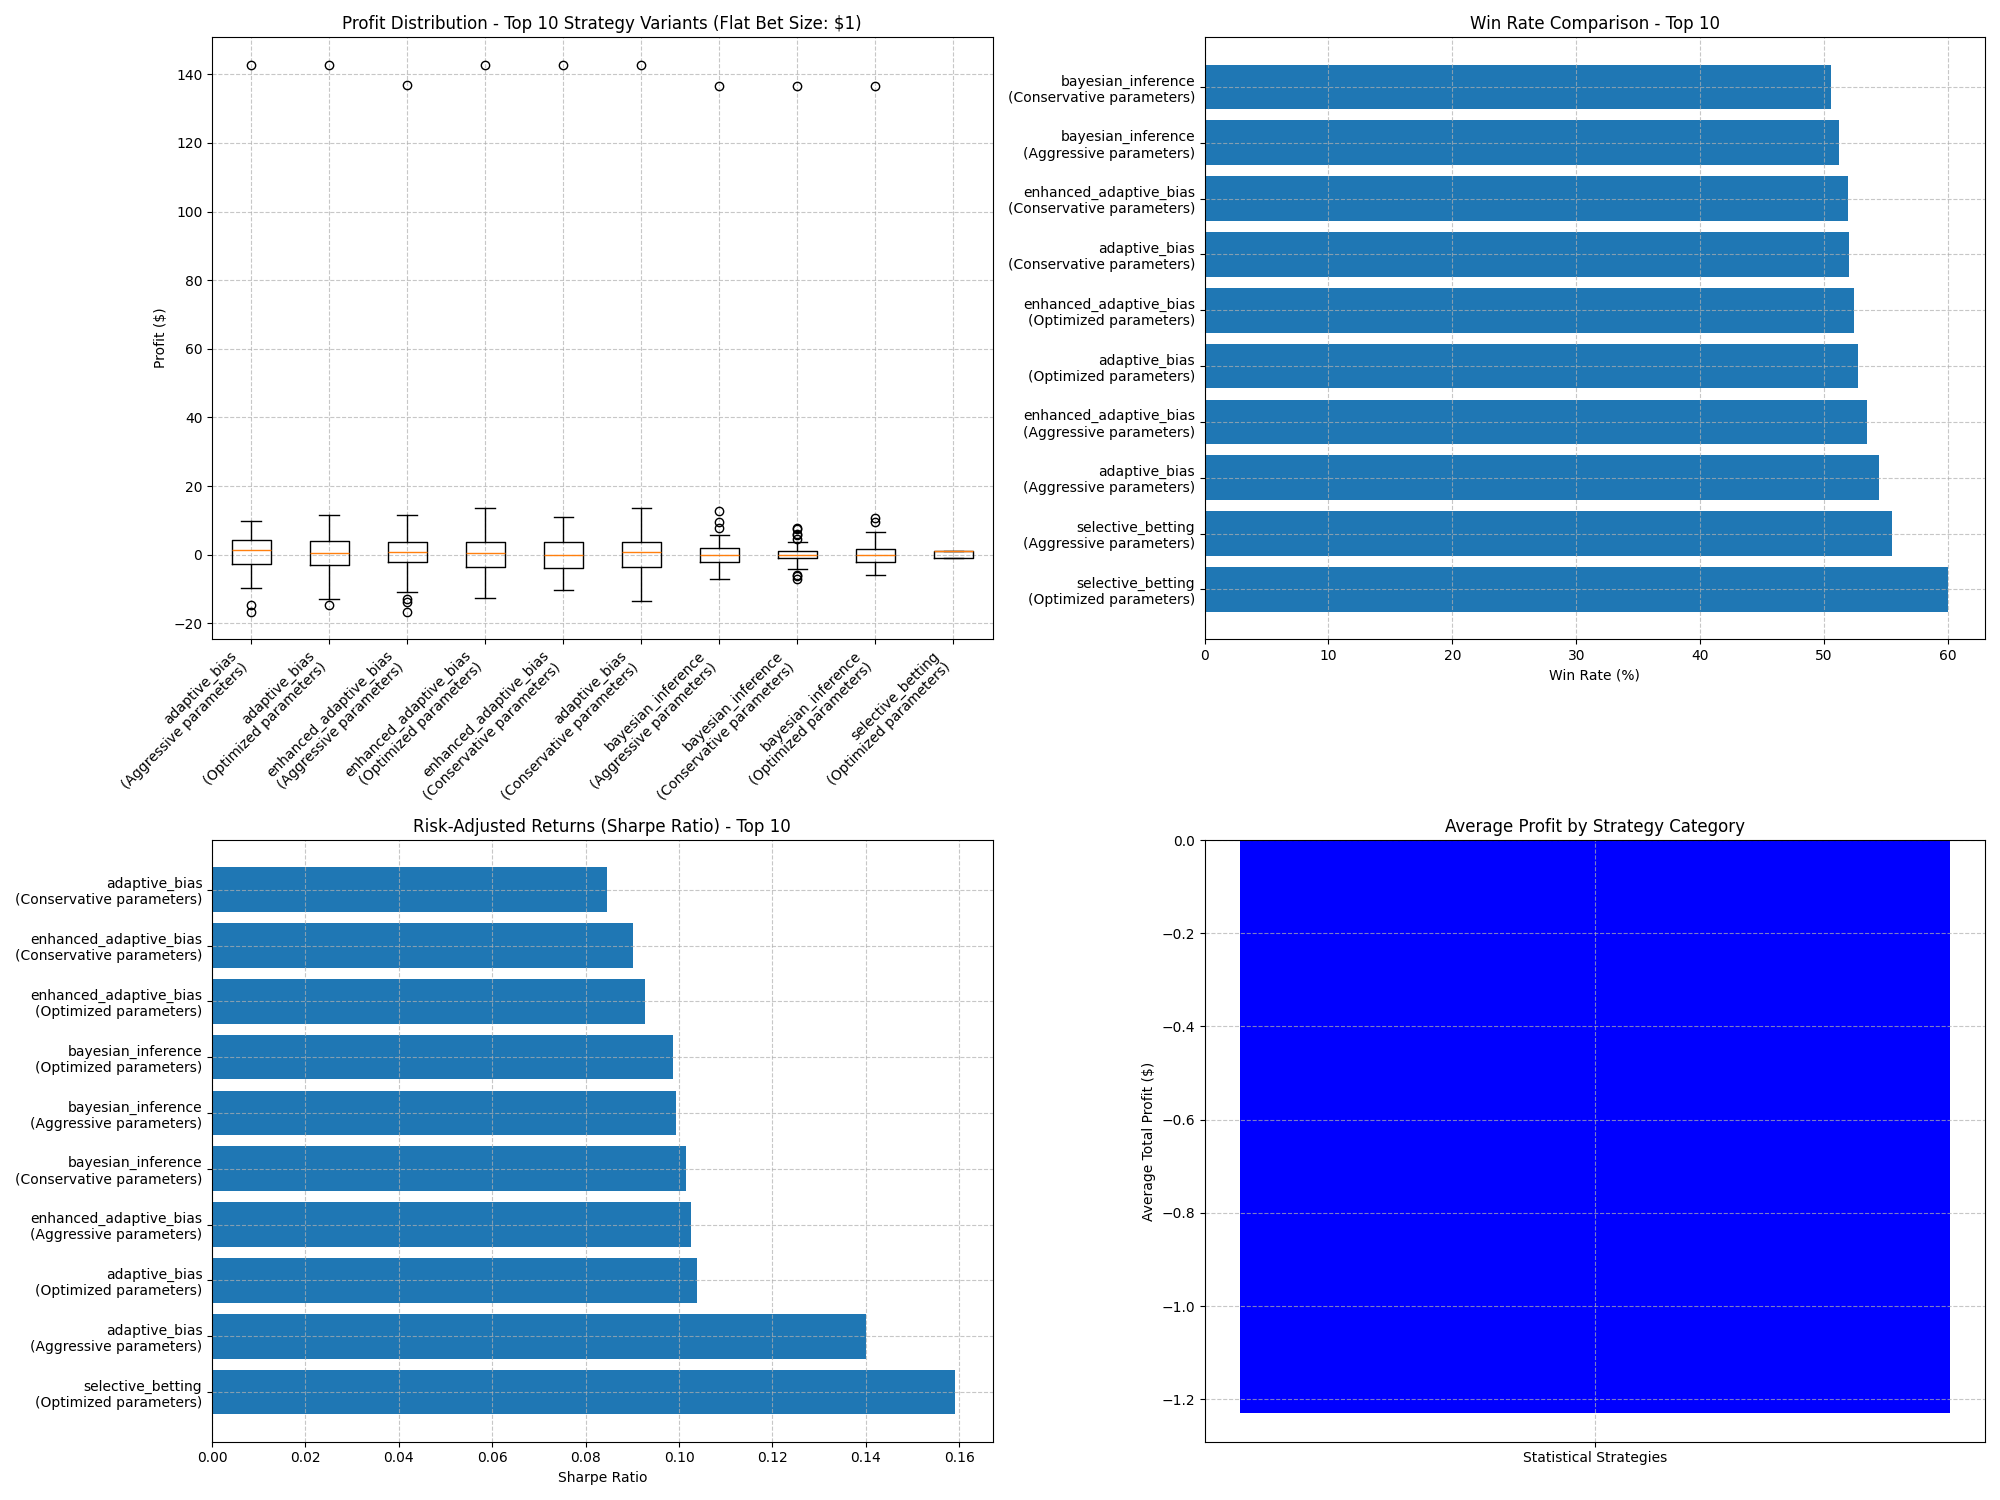 Profit Distribution - Top 10 Strategy Variants (Flat Bet Size: $1)
Profit ($)
140
120
100
80
60
40
20
0
−20
adaptive_bias
(Aggressive parameters)
adaptive_bias
(Optimized parameters)
enhanced_adaptive_bias
(Aggressive parameters)
enhanced_adaptive_bias
(Optimized parameters)
enhanced_adaptive_bias
(Conservative parameters)
adaptive_bias
(Conservative parameters)
bayesian_inference
(Aggressive parameters)
bayesian_inference
(Conservative parameters)
bayesian_inference
(Optimized parameters)
selective_betting
(Optimized parameters)
Win Rate Comparison - Top 10
bayesian_inference
(Conservative parameters)
bayesian_inference
(Aggressive parameters)
enhanced_adaptive_bias
(Conservative parameters)
adaptive_bias
(Conservative parameters)
enhanced_adaptive_bias
(Optimized parameters)
adaptive_bias
(Optimized parameters)
enhanced_adaptive_bias
(Aggressive parameters)
adaptive_bias
(Aggressive parameters)
selective_betting
(Aggressive parameters)
selective_betting
(Optimized parameters)
0 10 20 30 40 50 60
Win Rate (%)
Risk-Adjusted Returns (Sharpe Ratio) - Top 10
adaptive_bias
(Conservative parameters)
enhanced_adaptive_bias
(Conservative parameters)
enhanced_adaptive_bias
(Optimized parameters)
bayesian_inference
(Optimized parameters)
bayesian_inference
(Aggressive parameters)
bayesian_inference
(Conservative parameters)
enhanced_adaptive_bias
(Aggressive parameters)
adaptive_bias
(Optimized parameters)
adaptive_bias
(Aggressive parameters)
selective_betting
(Optimized parameters)
0.00 0.02 0.04 0.06 0.08 0.10 0.12 0.14 0.16
Sharpe Ratio
Average Profit by Strategy Category
Average Total Profit ($)
0.0
−0.2
−0.4
−0.6
−0.8
−1.0
−1.2
Statistical Strategies